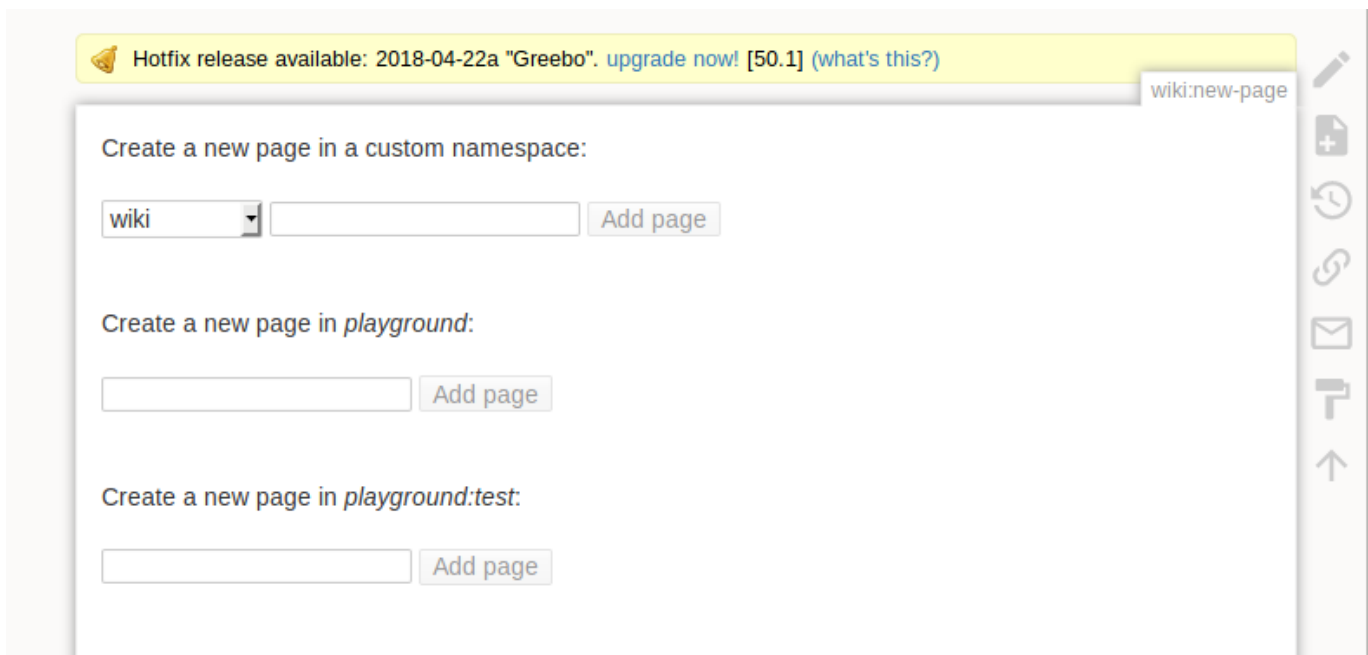 Hotfix release available: 2018-04-22a "Greebo". upgrade now! [50.1] (what's this?)
wiki:new-page
Create a new page in a custom namespace:
wiki Add page
Create a new page in playground:
Add page
Create a new page in playground:test:
Add page